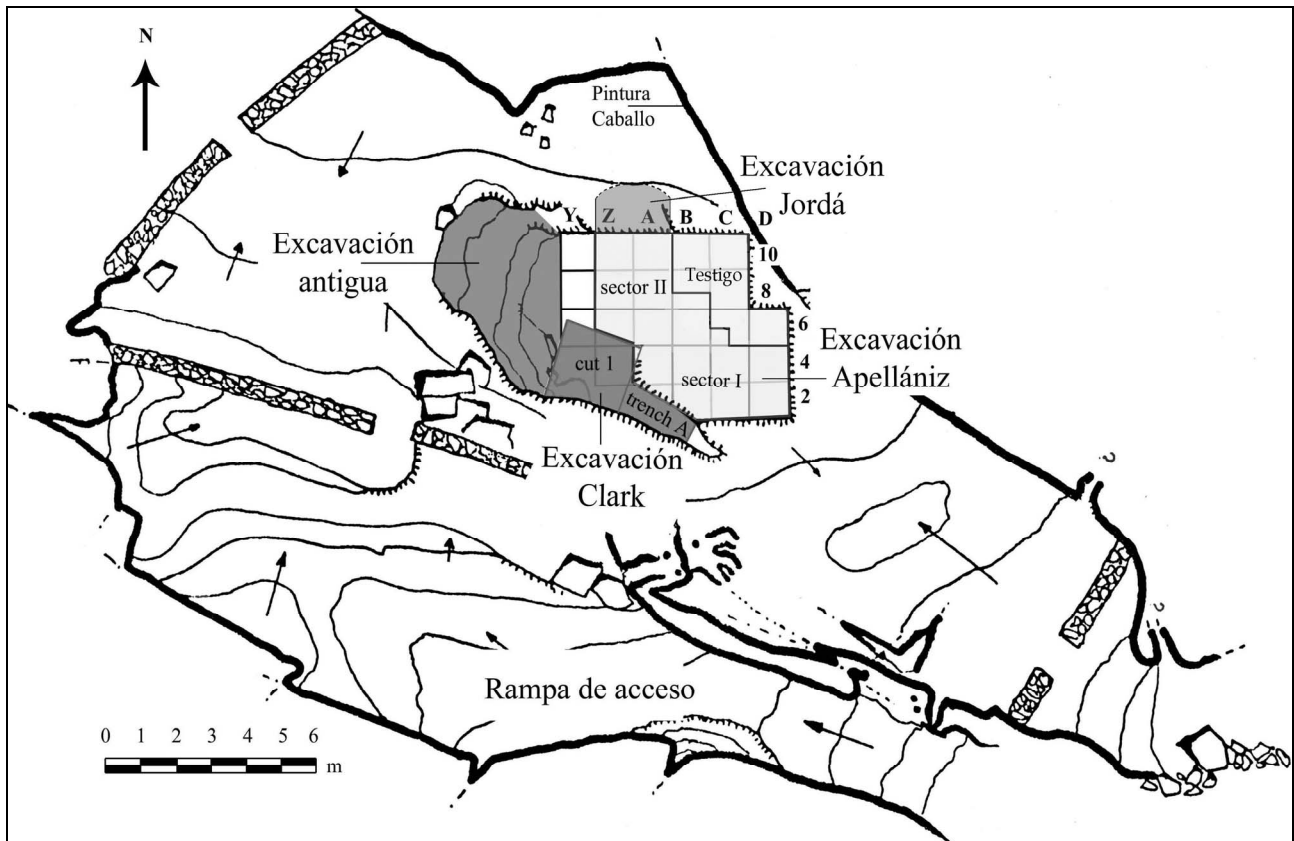 N
Pintura
Caballo
Excavación
Jordá
Y Z A B C D
Excavación
antigua
10
sector II
Testigo
8
6
Excavación
Apellániz
cut 1
4
sector I
2
trench A
Excavación
Clark
?
?
Rampa de acceso
0 1 2 3 4 5 6
m